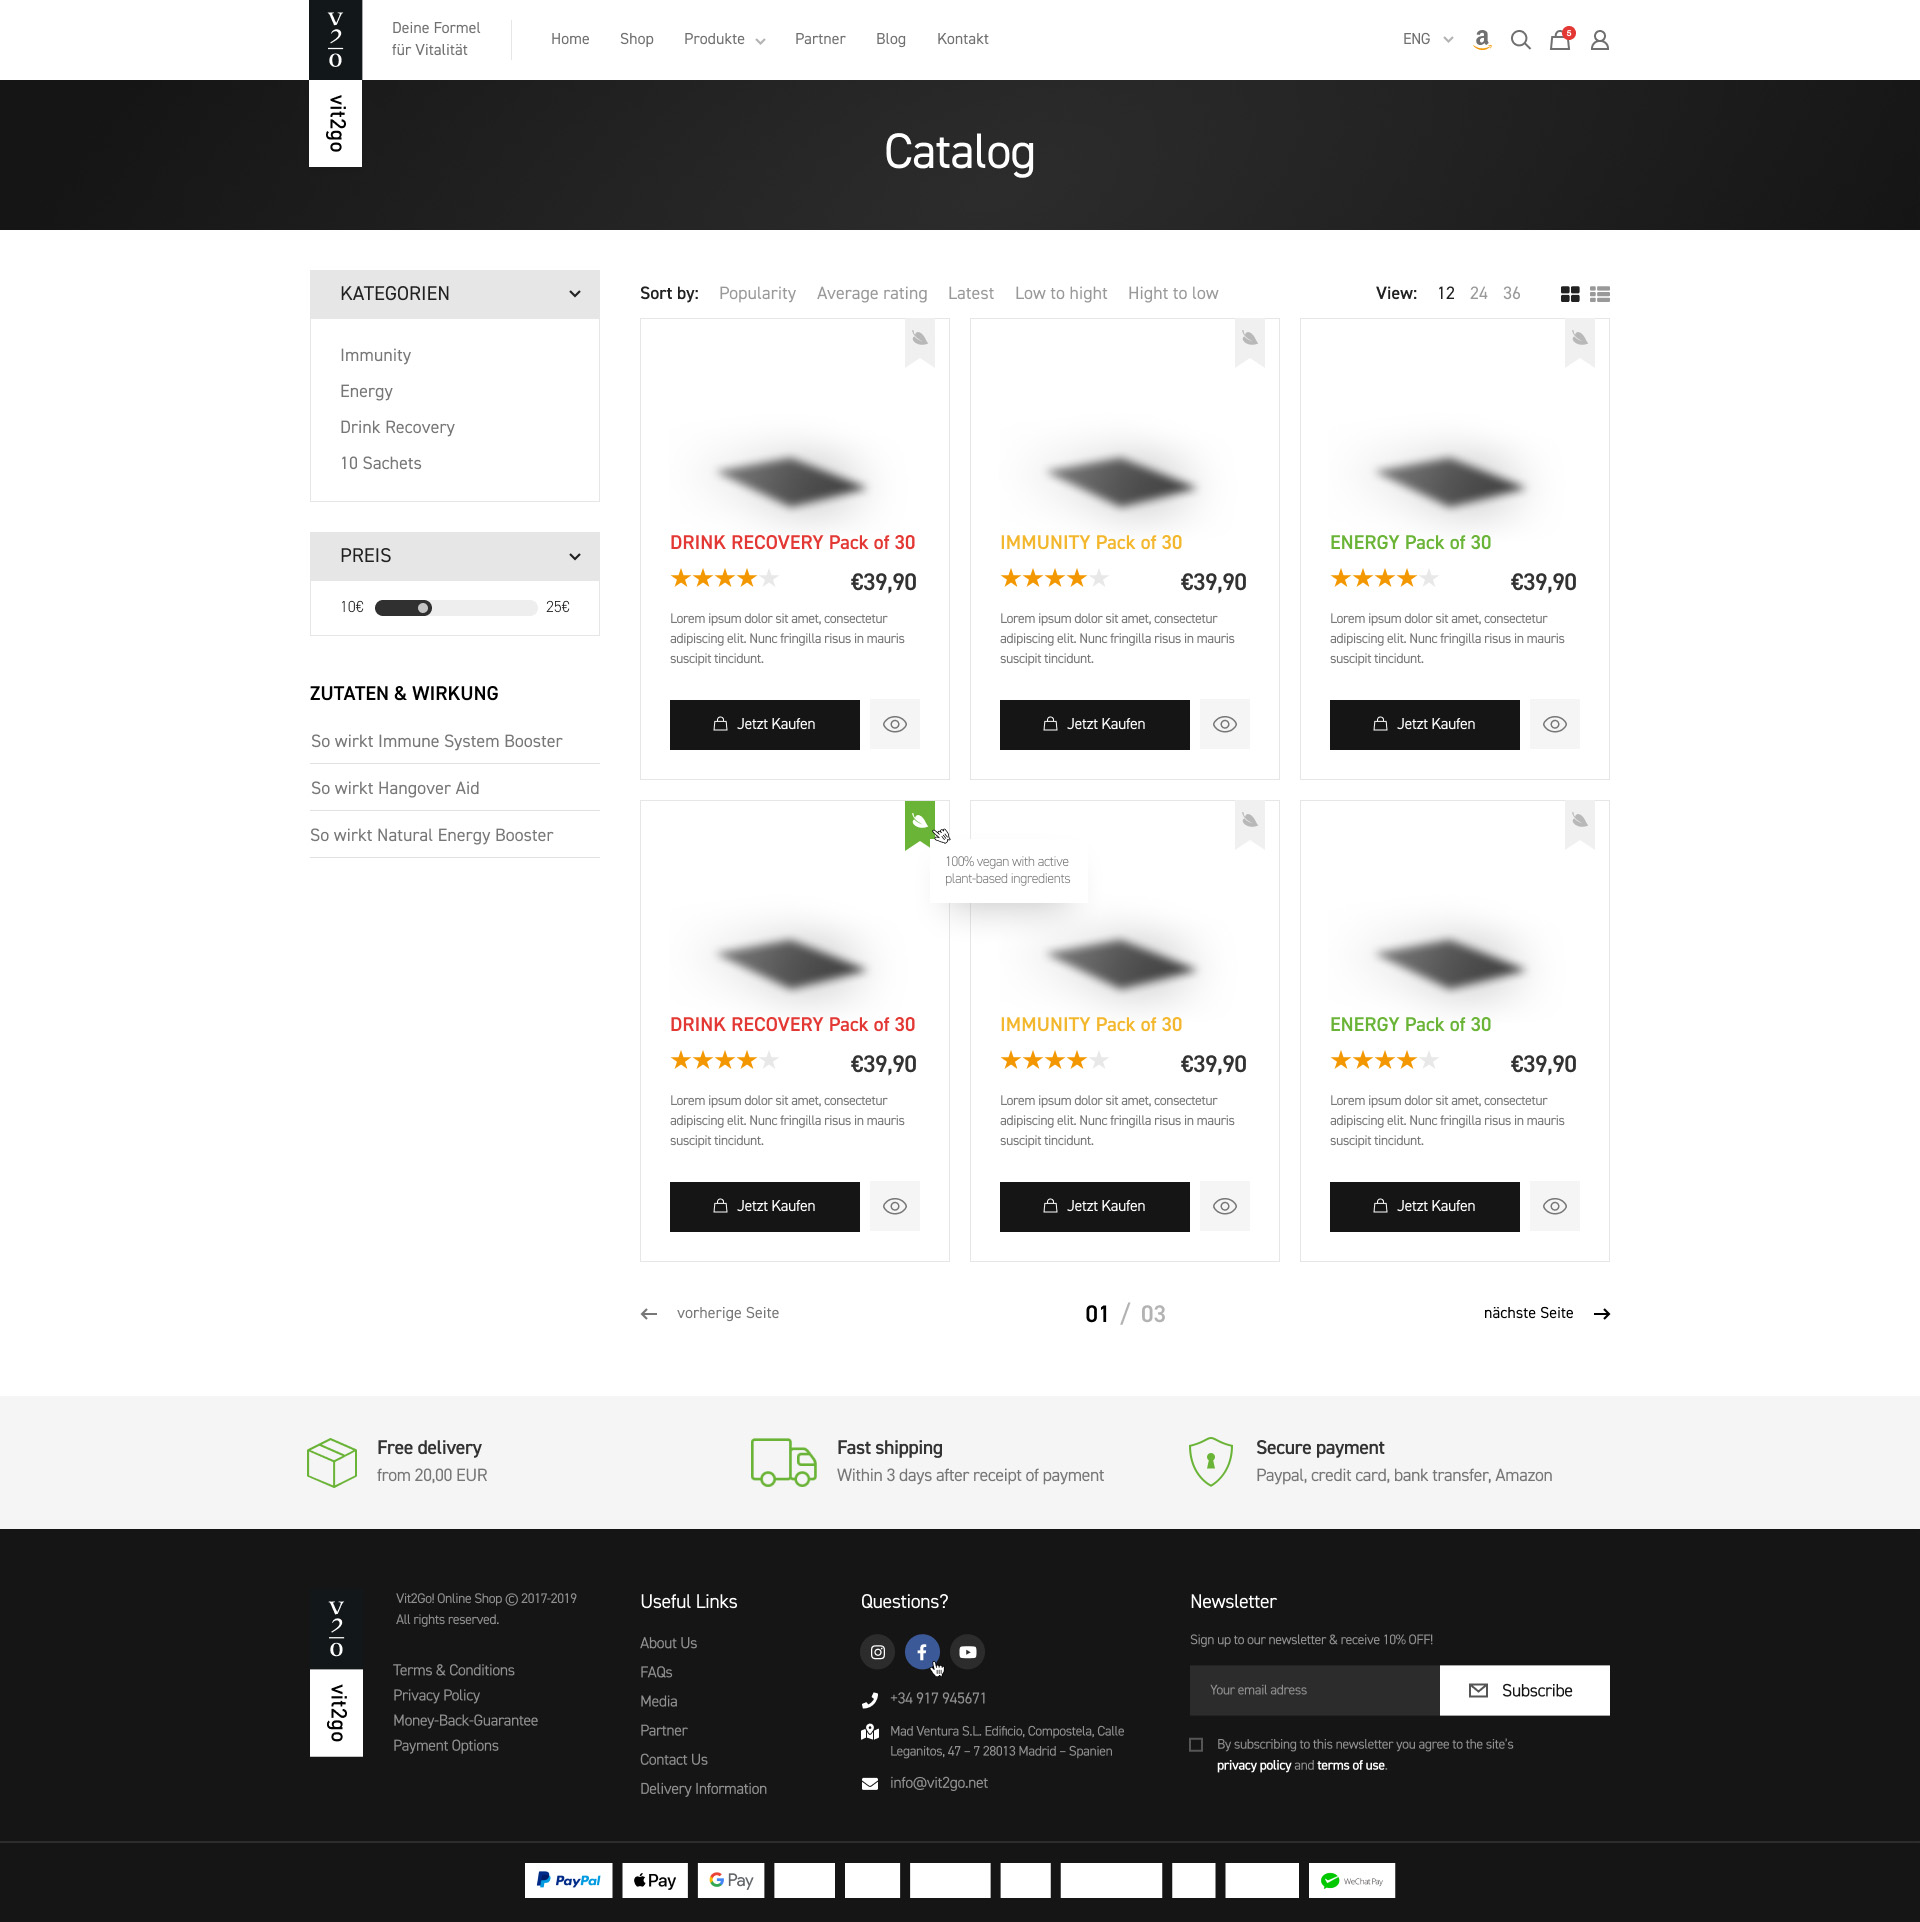 v2o
vit2go
Deine Formel
für Vitalität
Home Shop Produkte Partner Blog Kontakt
ENG
5
Catalog
KATEGORIEN
Immunity
Energy
Drink Recovery
10 Sachets
PREIS
10€ 25€
ZUTATEN & WIRKUNG
So wirkt Immune System Booster
So wirkt Hangover Aid
So wirkt Natural Energy Booster
Sort by: Popularity Average rating Latest Low to hight Hight to low
View: 12 24 36
DRINK RECOVERY Pack of 30
€39,90
Lorem ipsum dolor sit amet, consectetur
adipiscing elit. Nunc fringilla risus in mauris
suscipit tincidunt.
Jetzt Kaufen
IMMUNITY Pack of 30
€39,90
Lorem ipsum dolor sit amet, consectetur
adipiscing elit. Nunc fringilla risus in mauris
suscipit tincidunt.
Jetzt Kaufen
ENERGY Pack of 30
€39,90
Lorem ipsum dolor sit amet, consectetur
adipiscing elit. Nunc fringilla risus in mauris
suscipit tincidunt.
Jetzt Kaufen
100% vegan with active
plant-based ingredients
DRINK RECOVERY Pack of 30
€39,90
Lorem ipsum dolor sit amet, consectetur
adipiscing elit. Nunc fringilla risus in mauris
suscipit tincidunt.
Jetzt Kaufen
IMMUNITY Pack of 30
€39,90
Lorem ipsum dolor sit amet, consectetur
adipiscing elit. Nunc fringilla risus in mauris
suscipit tincidunt.
Jetzt Kaufen
ENERGY Pack of 30
€39,90
Lorem ipsum dolor sit amet, consectetur
adipiscing elit. Nunc fringilla risus in mauris
suscipit tincidunt.
Jetzt Kaufen
vorherige Seite
01 / 03
nächste Seite
Free delivery
from 20,00 EUR
Fast shipping
Within 3 days after receipt of payment
Secure payment
Paypal, credit card, bank transfer, Amazon
v2o
vit2go
Vit2Go! Online Shop © 2017-2019
All rights reserved.
Terms & Conditions
Privacy Policy
Money-Back-Guarantee
Payment Options
Useful Links
About Us
FAQs
Media
Partner
Contact Us
Delivery Information
Questions?
+34 917 945671
Mad Ventura S.L. Edificio, Compostela, Calle
Leganitos, 47 – 7 28013 Madrid – Spanien
info@vit2go.net
Newsletter
Sign up to our newsletter & receive 10% OFF!
Your email adress
Subscribe
By subscribing to this newsletter you agree to the site's
privacy policy and terms of use.
PayPal
Pay
G Pay
WeChat Pay